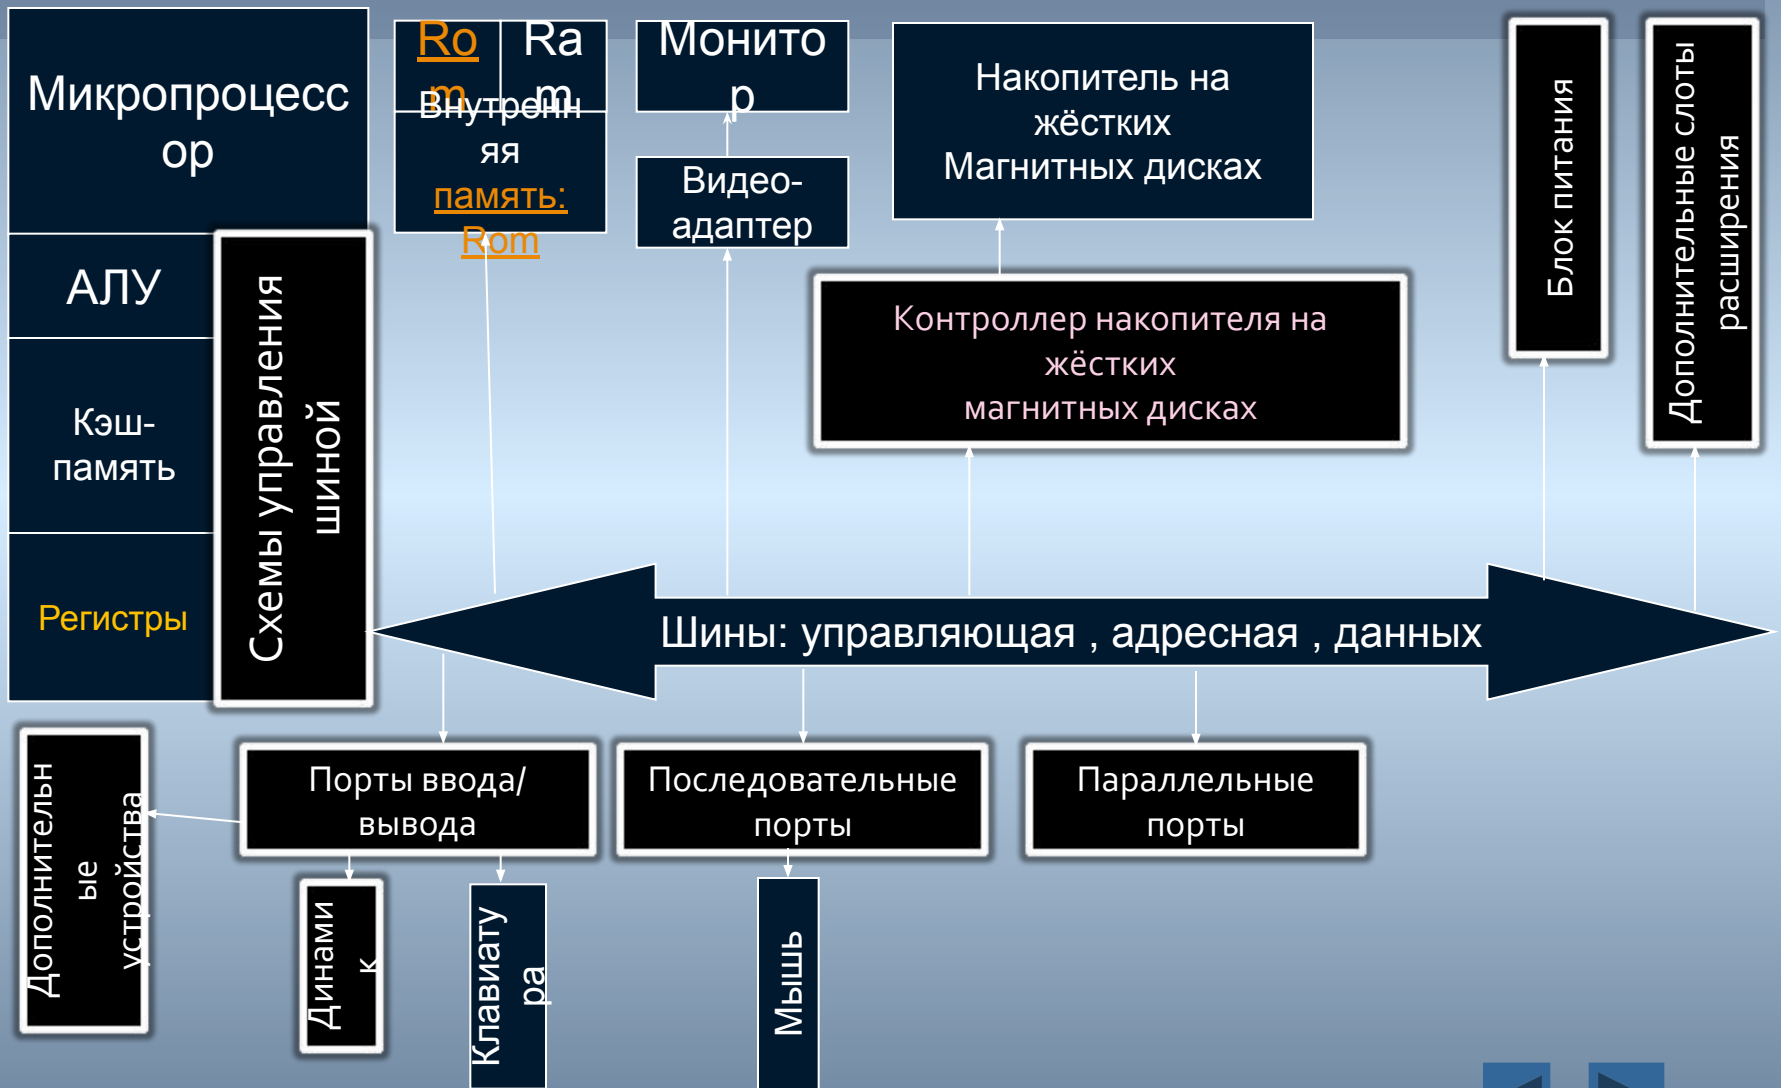 Микропроцесс
ор
АЛУ
Кэш-
память
Регистры
Схемы управления
шиной
Ro
m
Ra
m
Внутренн
яя
память:
Rom
Монито
р
Видео-
адаптер
Накопитель на
жёстких
Магнитных дисках
Контроллер накопителя на
жёстких
магнитных дисках
Блок питания
Дополнительные слоты
расширения
Шины: управляющая , адресная , данных
Дополнительн
ые
устройства
Порты ввода/
вывода
Последовательные
порты
Параллельные
порты
Динами
к
Клавиату
ра
Мышь